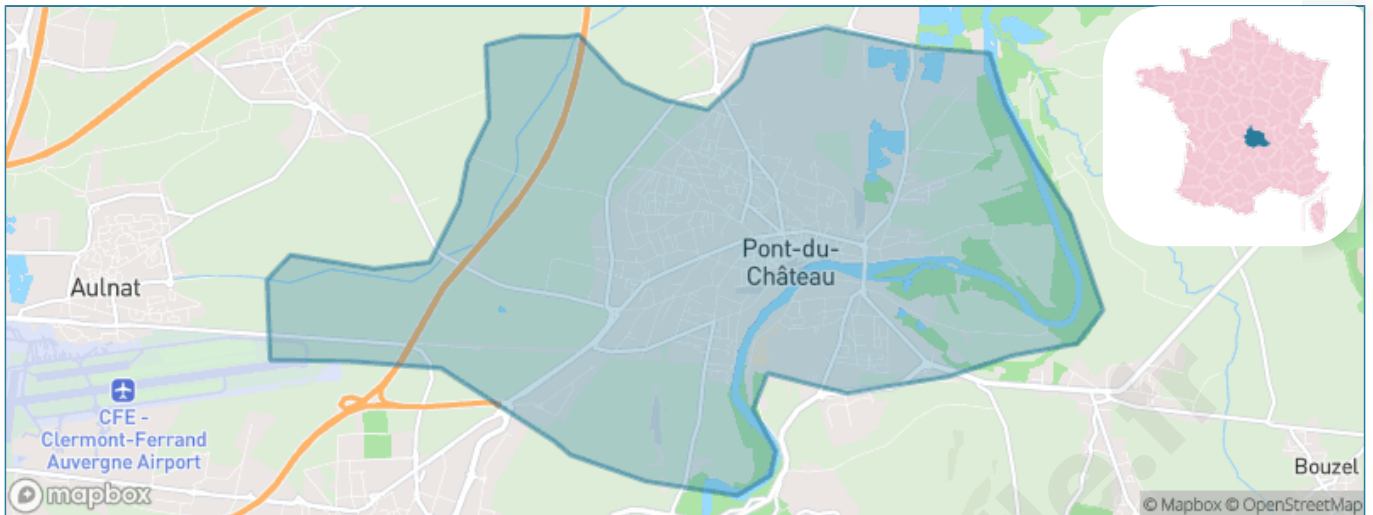 Pont-du-
Château
Aulnat
CFE -
Clermont-Ferrand
Auvergne Airport
Bouzel
mapbox
© Mapbox © OpenStreetMap